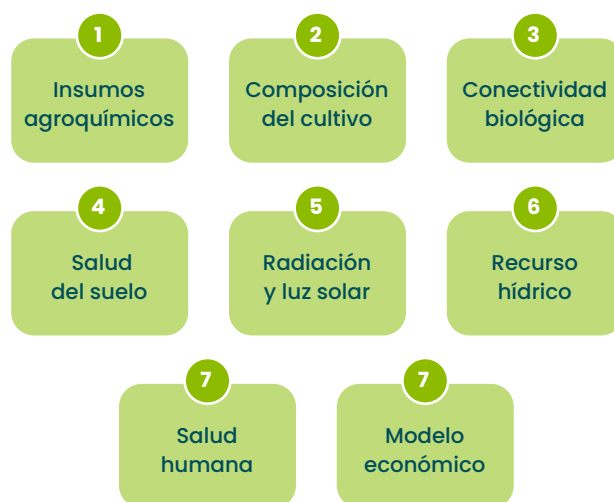 1
Insumos
agroquímicos
2
Composición
del cultivo
3
Conectividad
biológica
4
Salud
del suelo
5
Radiación
y luz solar
6
Recurso
hídrico
7
Salud
humana
7
Modelo
económico